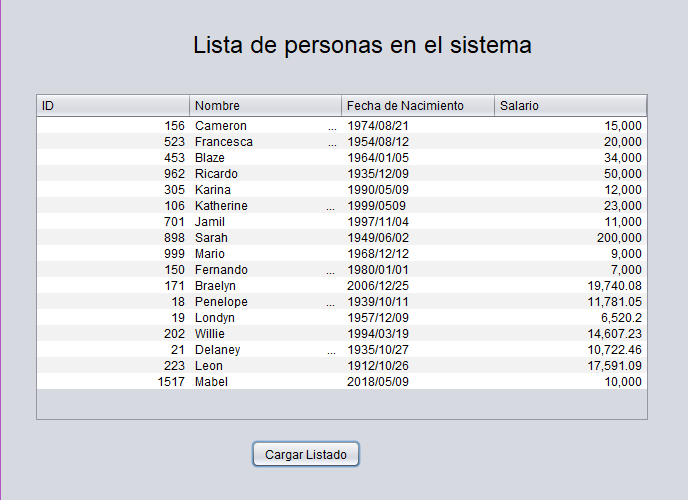 Lista de personas en el sistema
ID Nombre Fecha de Nacimiento Salario
156 Cameron ... 1974/08/21 15,000
523 Francesca ... 1954/08/12 20,000
453 Blaze 1964/01/05 34,000
962 Ricardo 1935/12/09 50,000
305 Karina 1990/05/09 12,000
106 Katherine ... 1999/0509 23,000
701 Jamil 1997/11/04 11,000
898 Sarah 1949/06/02 200,000
999 Mario 1968/12/12 9,000
150 Fernando ... 1980/01/01 7,000
171 Braelyn 2006/12/25 19,740.08
18 Penelope ... 1939/10/11 11,781.05
19 Londyn 1957/12/09 6,520.2
202 Willie 1994/03/19 14,607.23
21 Delaney ... 1935/10/27 10,722.46
223 Leon 1912/10/26 17,591.09
1517 Mabel 2018/05/09 10,000
Cargar Listado